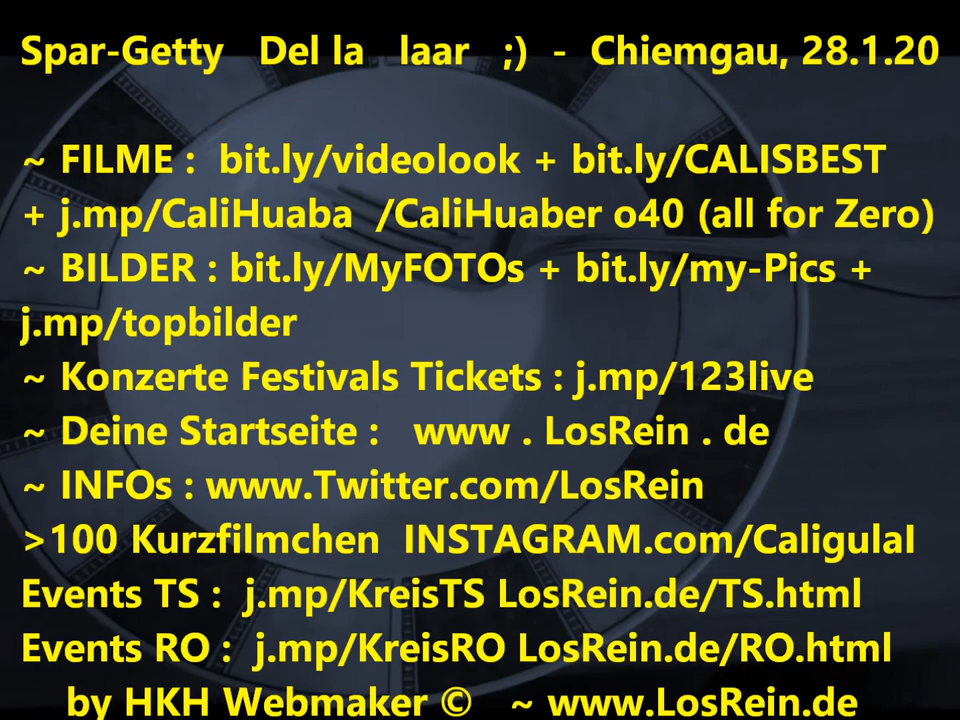 Spar-Getty Del la laar ;) - Chiemgau, 28.1.20
~ FILME : bit.ly/videolook + bit.ly/CALISBEST
+ j.mp/CaliHuaba /CaliHuaber o40 (all for Zero)
~ BILDER : bit.ly/MyFOTOs + bit.ly/my-Pics +
j.mp/topbilder
~ Konzerte Festivals Tickets : j.mp/123live
~ Deine Startseite : www . LosRein . de
~ INFOs : www.Twitter.com/LosRein
>100 Kurzfilmchen INSTAGRAM.com/CaligulaI
Events TS : j.mp/KreisTS LosRein.de/TS.html
Events RO : j.mp/KreisRO LosRein.de/RO.html
by HKH Webmaker © ~ www.LosRein.de